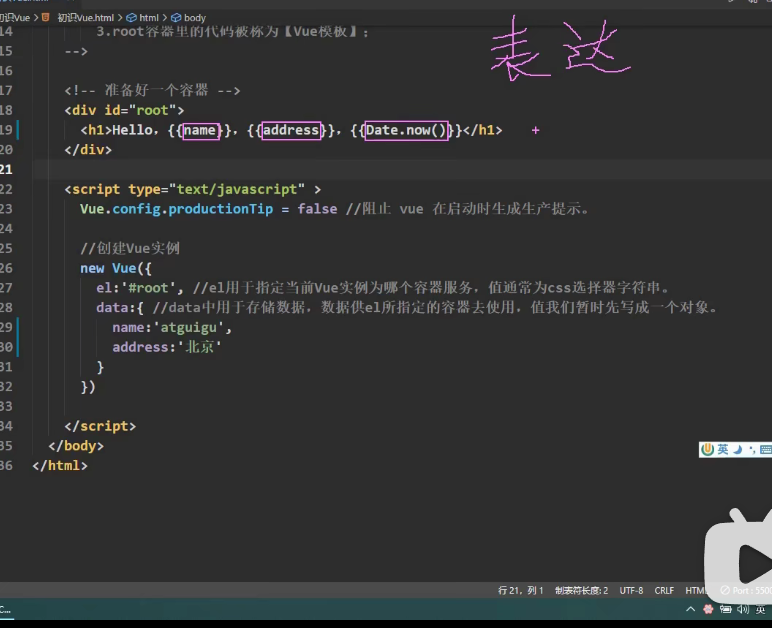 初识Vue > 初识Vue.html > html > body
14 3.root容器里的代码被称为【Vue模板】;
15 -->
16
17 <!-- 准备好一个容器 -->
18 <div id="root">
19 <h1>Hello, {{name}}, {{address}}, {{Date.now()}}</h1>
20 </div>
21
22 <script type="text/javascript" >
23 Vue.config.productionTip = false //阻止 vue 在启动时生成生产提示。
24
25 //创建Vue实例
26 new Vue({
27 el:'#root', //el用于指定当前Vue实例为哪个容器服务，值通常为css选择器字符串。
28 data:{ //data中用于存储数据，数据供el所指定的容器去使用，值我们暂时先写成一个对象。
29 name:'atguigu',
30 address:'北京'
31 }
32 })
33
34 </script>
35 </body>
36 </html>
表达
英
行 21, 列 1 制表符长度: 2 UTF-8 CRLF HTML Port : 5500
C...
英